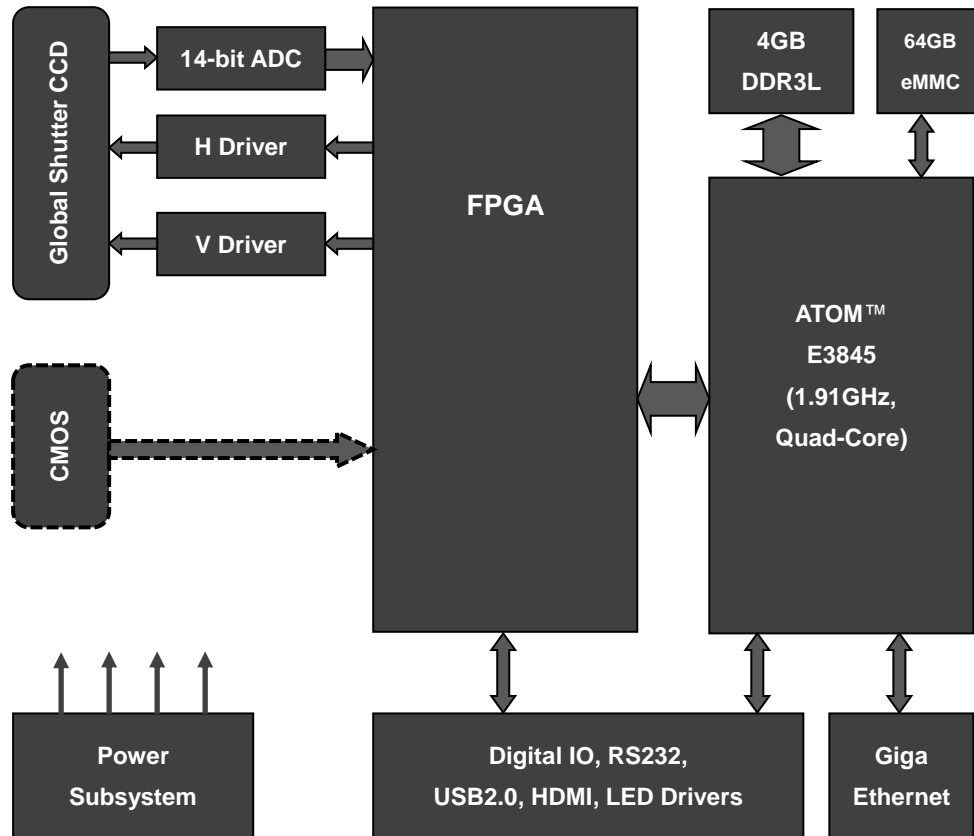 Global Shutter CCD
14-bit ADC
H Driver
V Driver
CMOS
FPGA
4GB
DDR3L
64GB
eMMC
ATOM™
E3845
(1.91GHz,
Quad-Core)
Power
Subsystem
Digital IO, RS232,
USB2.0, HDMI, LED Drivers
Giga
Ethernet